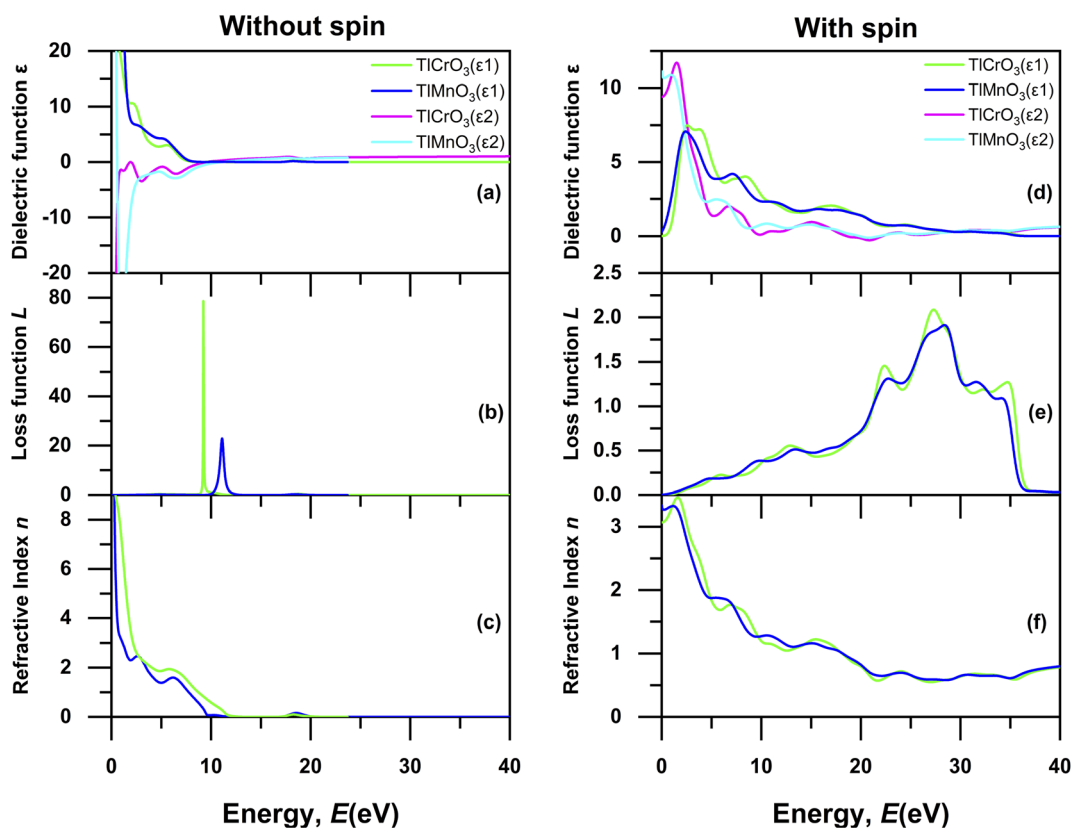 Without spin
Dielectric function ε
20
10
0
-10
-20
TlCrO3(ε1)
TlMnO3(ε1)
TlCrO3(ε2)
TlMnO3(ε2)
(a)
Loss function L
80
60
40
20
0
(b)
Refractive Index n
8
6
4
2
0
(c)
0
10
20
30
40
Energy, E(eV)
With spin
Dielectric function ε
10
5
0
TlCrO3(ε1)
TlMnO3(ε1)
TlCrO3(ε2)
TlMnO3(ε2)
(d)
Loss function L
2.5
2.0
1.5
1.0
0.5
0.0
(e)
Refractive Index n
3
2
1
0
(f)
0
10
20
30
40
Energy, E(eV)